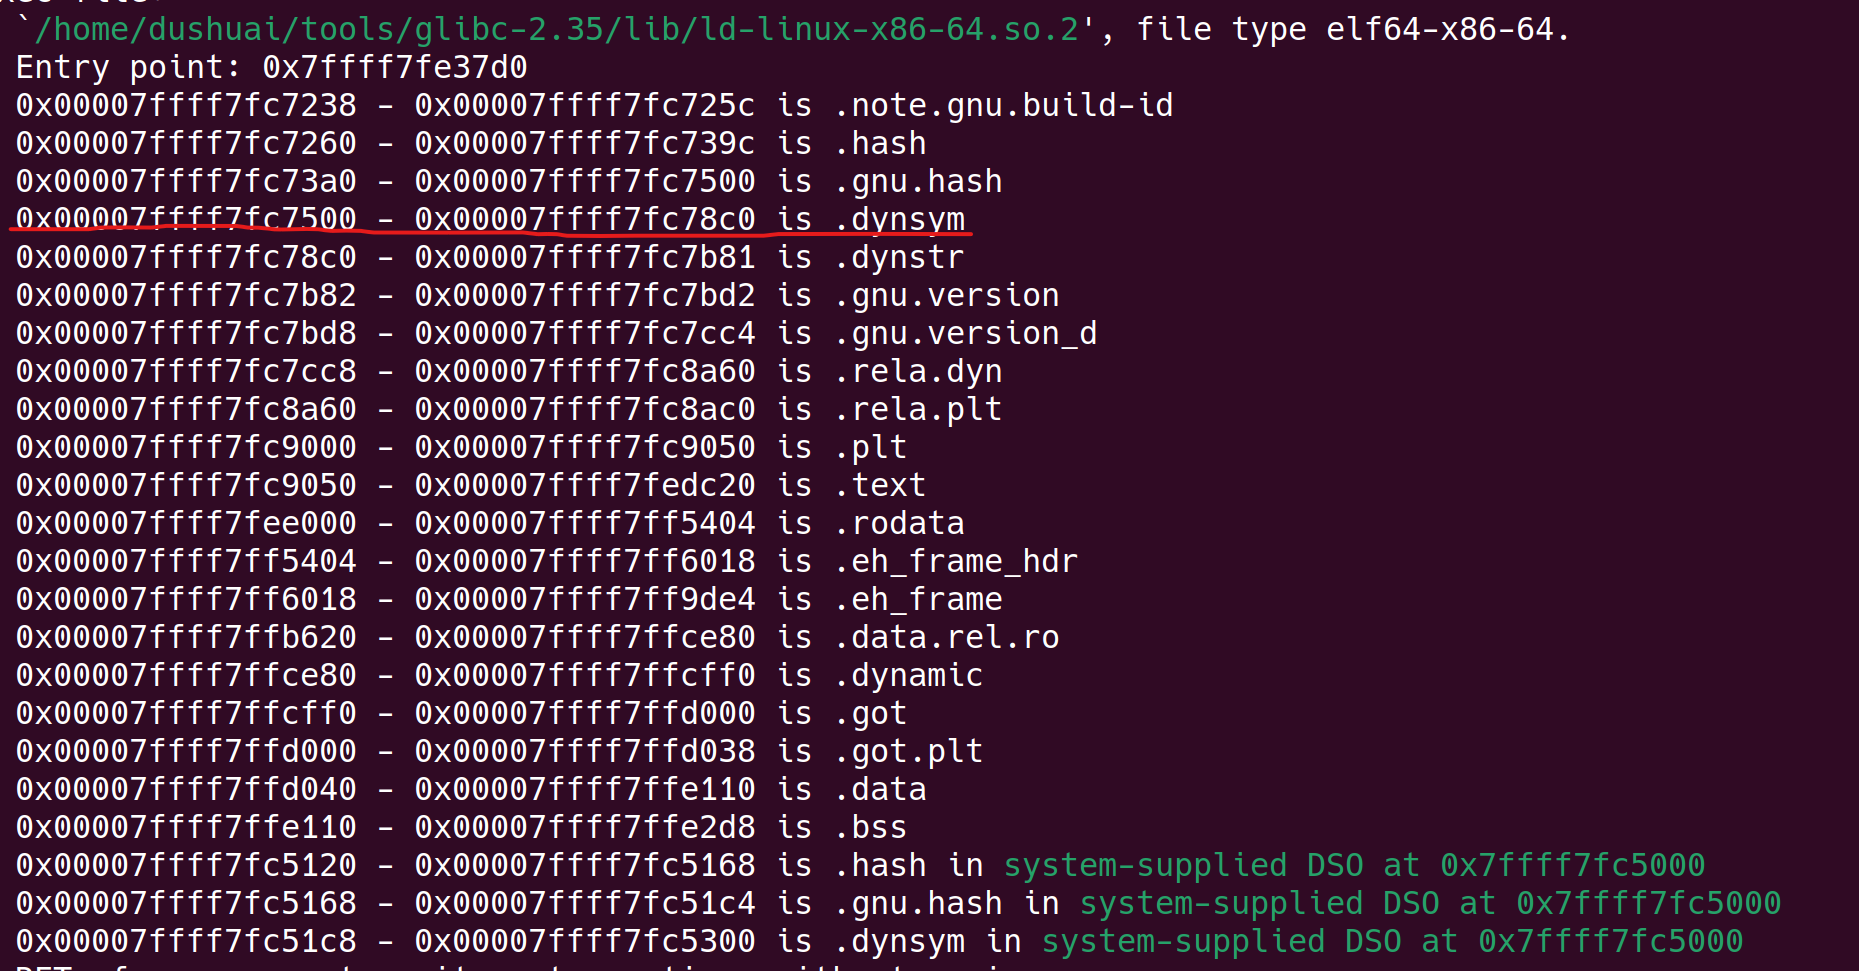 `/home/dushuai/tools/glibc-2.35/lib/ld-linux-x86-64.so.2', file type elf64-x86-64.
Entry point: 0x7ffff7fe37d0
0x00007ffff7fc7238 - 0x00007ffff7fc725c is .note.gnu.build-id
0x00007ffff7fc7260 - 0x00007ffff7fc739c is .hash
0x00007ffff7fc73a0 - 0x00007ffff7fc7500 is .gnu.hash
0x00007ffff7fc7500 - 0x00007ffff7fc78c0 is .dynsym
0x00007ffff7fc78c0 - 0x00007ffff7fc7b81 is .dynstr
0x00007ffff7fc7b82 - 0x00007ffff7fc7bd2 is .gnu.version
0x00007ffff7fc7bd8 - 0x00007ffff7fc7cc4 is .gnu.version_d
0x00007ffff7fc7cc8 - 0x00007ffff7fc8a60 is .rela.dyn
0x00007ffff7fc8a60 - 0x00007ffff7fc8ac0 is .rela.plt
0x00007ffff7fc9000 - 0x00007ffff7fc9050 is .plt
0x00007ffff7fc9050 - 0x00007ffff7fedc20 is .text
0x00007ffff7fee000 - 0x00007ffff7ff5404 is .rodata
0x00007ffff7ff5404 - 0x00007ffff7ff6018 is .eh_frame_hdr
0x00007ffff7ff6018 - 0x00007ffff7ff9de4 is .eh_frame
0x00007ffff7ffb620 - 0x00007ffff7ffce80 is .data.rel.ro
0x00007ffff7ffce80 - 0x00007ffff7ffcff0 is .dynamic
0x00007ffff7ffcff0 - 0x00007ffff7ffd000 is .got
0x00007ffff7ffd000 - 0x00007ffff7ffd038 is .got.plt
0x00007ffff7ffd040 - 0x00007ffff7ffe110 is .data
0x00007ffff7ffe110 - 0x00007ffff7ffe2d8 is .bss
0x00007ffff7fc5120 - 0x00007ffff7fc5168 is .hash in system-supplied DSO at 0x7ffff7fc5000
0x00007ffff7fc5168 - 0x00007ffff7fc51c4 is .gnu.hash in system-supplied DSO at 0x7ffff7fc5000
0x00007ffff7fc51c8 - 0x00007ffff7fc5300 is .dynsym in system-supplied DSO at 0x7ffff7fc5000